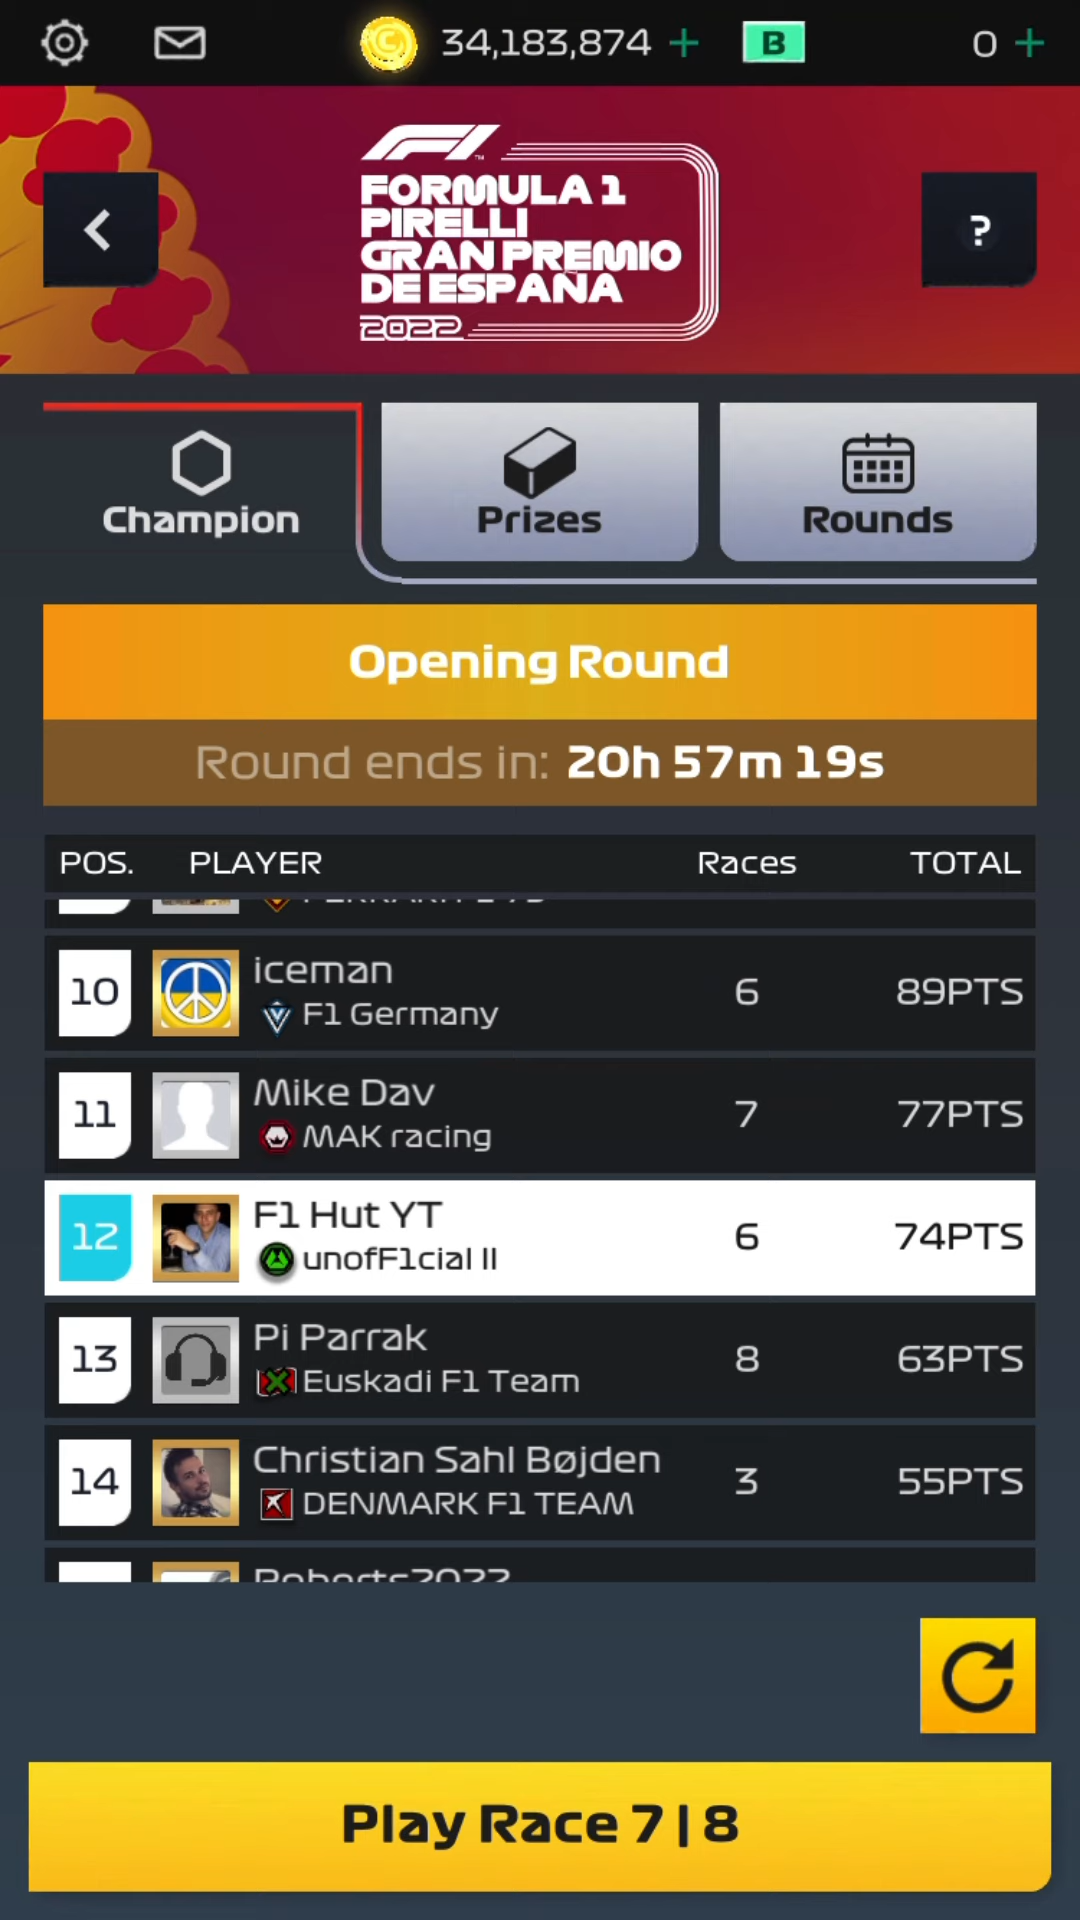 34,183,874 + B 0 +
FORMULA 1
PIRELLI
GRAN PREMIO
DE ESPAÑA
2022
?
Champion Prizes Rounds
Opening Round
Round ends in: 20h 57m 19s
POS. PLAYER Races TOTAL
10 iceman 6 89PTS
F1 Germany
11 Mike Dav 7 77PTS
MAK racing
12 F1 Hut YT 6 74PTS
unofF1cial II
13 Pi Parrak 8 63PTS
Euskadi F1 Team
14 Christian Sahl Bøjden 3 55PTS
DENMARK F1 TEAM
Roberts2022
Play Race 7|8